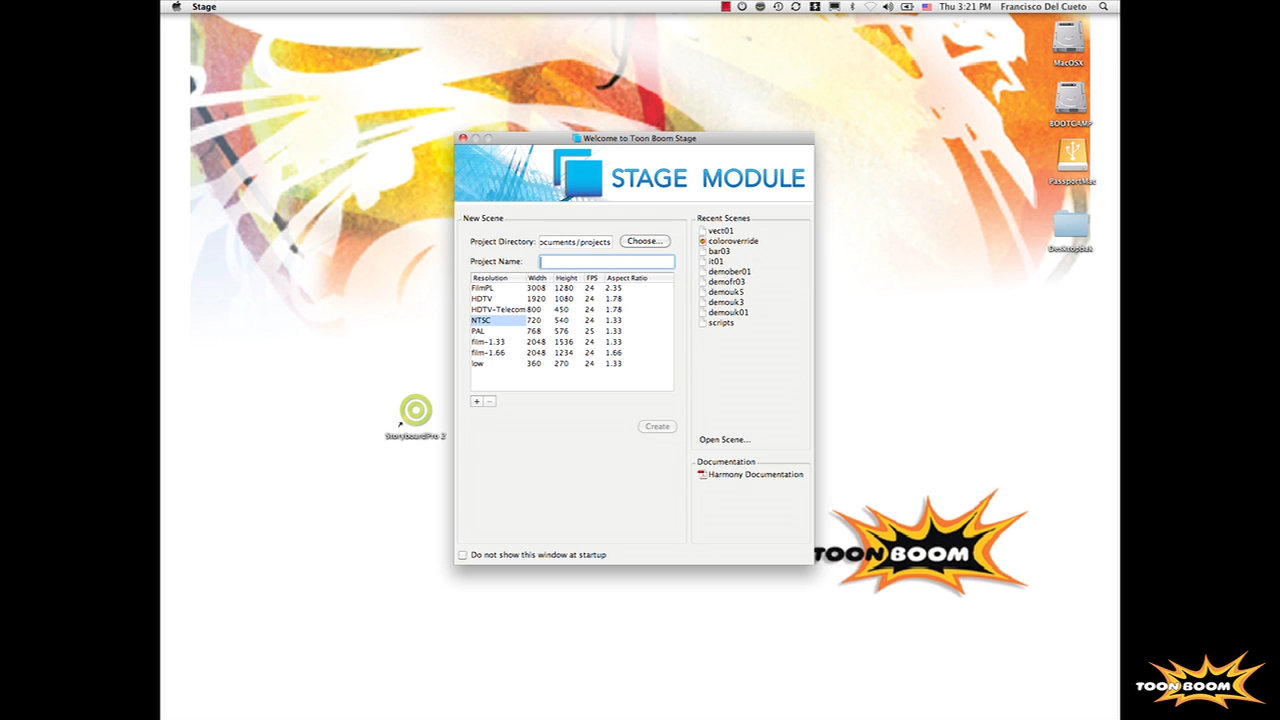 Stage
Thu 3:21 PM Francisco Del Cueto
MacOSX
BOOTCAMP
PassportMac
DesktopBak
StoryboardPro 2
Welcome to Toon Boom Stage
STAGE MODULE
New Scene
Project Directory: ocuments/projects Choose...
Project Name:
Resolution Width Height FPS Aspect Ratio
FilmPL 3008 1280 24 2.35
HDTV 1920 1080 24 1.78
HDTV-Telecom 800 450 24 1.78
NTSC 720 540 24 1.33
PAL 768 576 25 1.33
film-1.33 2048 1536 24 1.33
film-1.66 2048 1234 24 1.66
low 360 270 24 1.33
+ −
Create
Do not show this window at startup
Recent Scenes
vect01
coloroverride
bar03
it01
demober01
demofr03
demouk5
demouk3
demouk01
scripts
Open Scene...
Documentation
Harmony Documentation
TOON BOOM
TOON BOOM